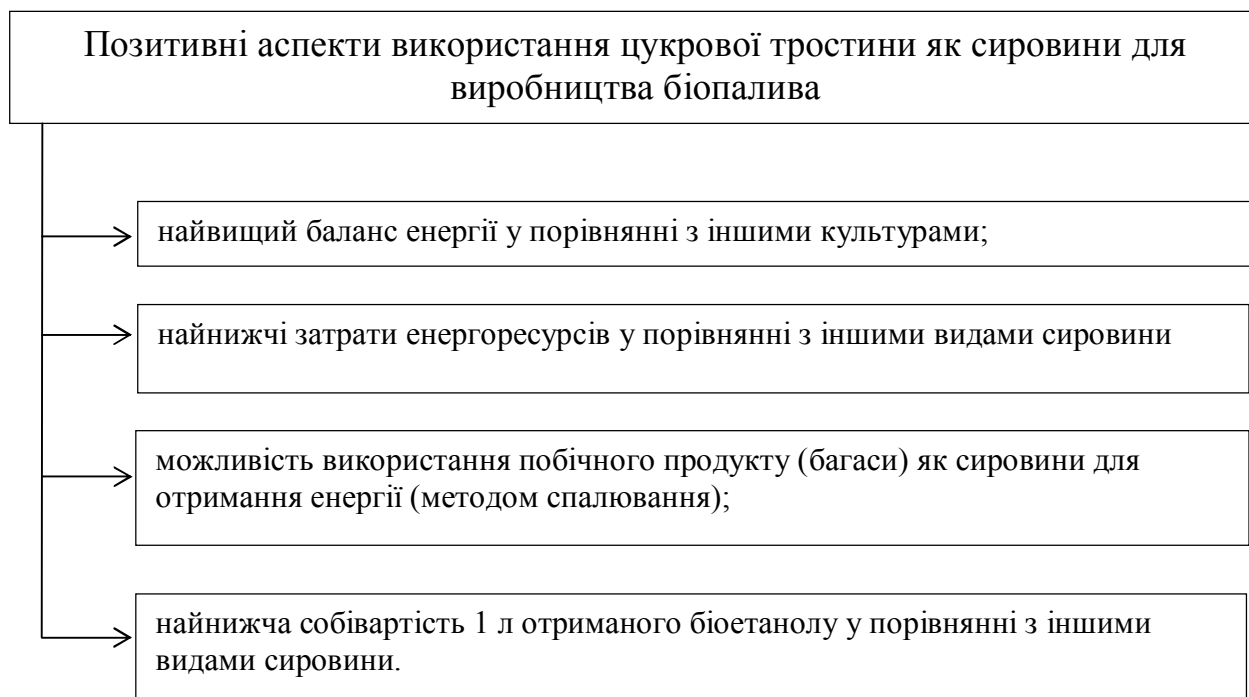 Позитивні аспекти використання цукрової тростини як сировини для
виробництва біопалива
найвищий баланс енергії у порівнянні з іншими культурами;
найнижчі затрати енергоресурсів у порівнянні з іншими видами сировини
можливість використання побічного продукту (багаси) як сировини для
отримання енергії (методом спалювання);
найнижча собівартість 1 л отриманого біоетанолу у порівнянні з іншими
видами сировини.